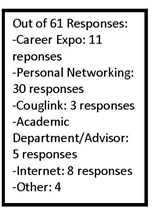 Out of 61 Responses:
-Career Expo: 11
reponses
-Personal Networking:
30 responses
-Couglink: 3 responses
-Academic
Department/Advisor:
5 responses
-Internet: 8 responses
-Other: 4